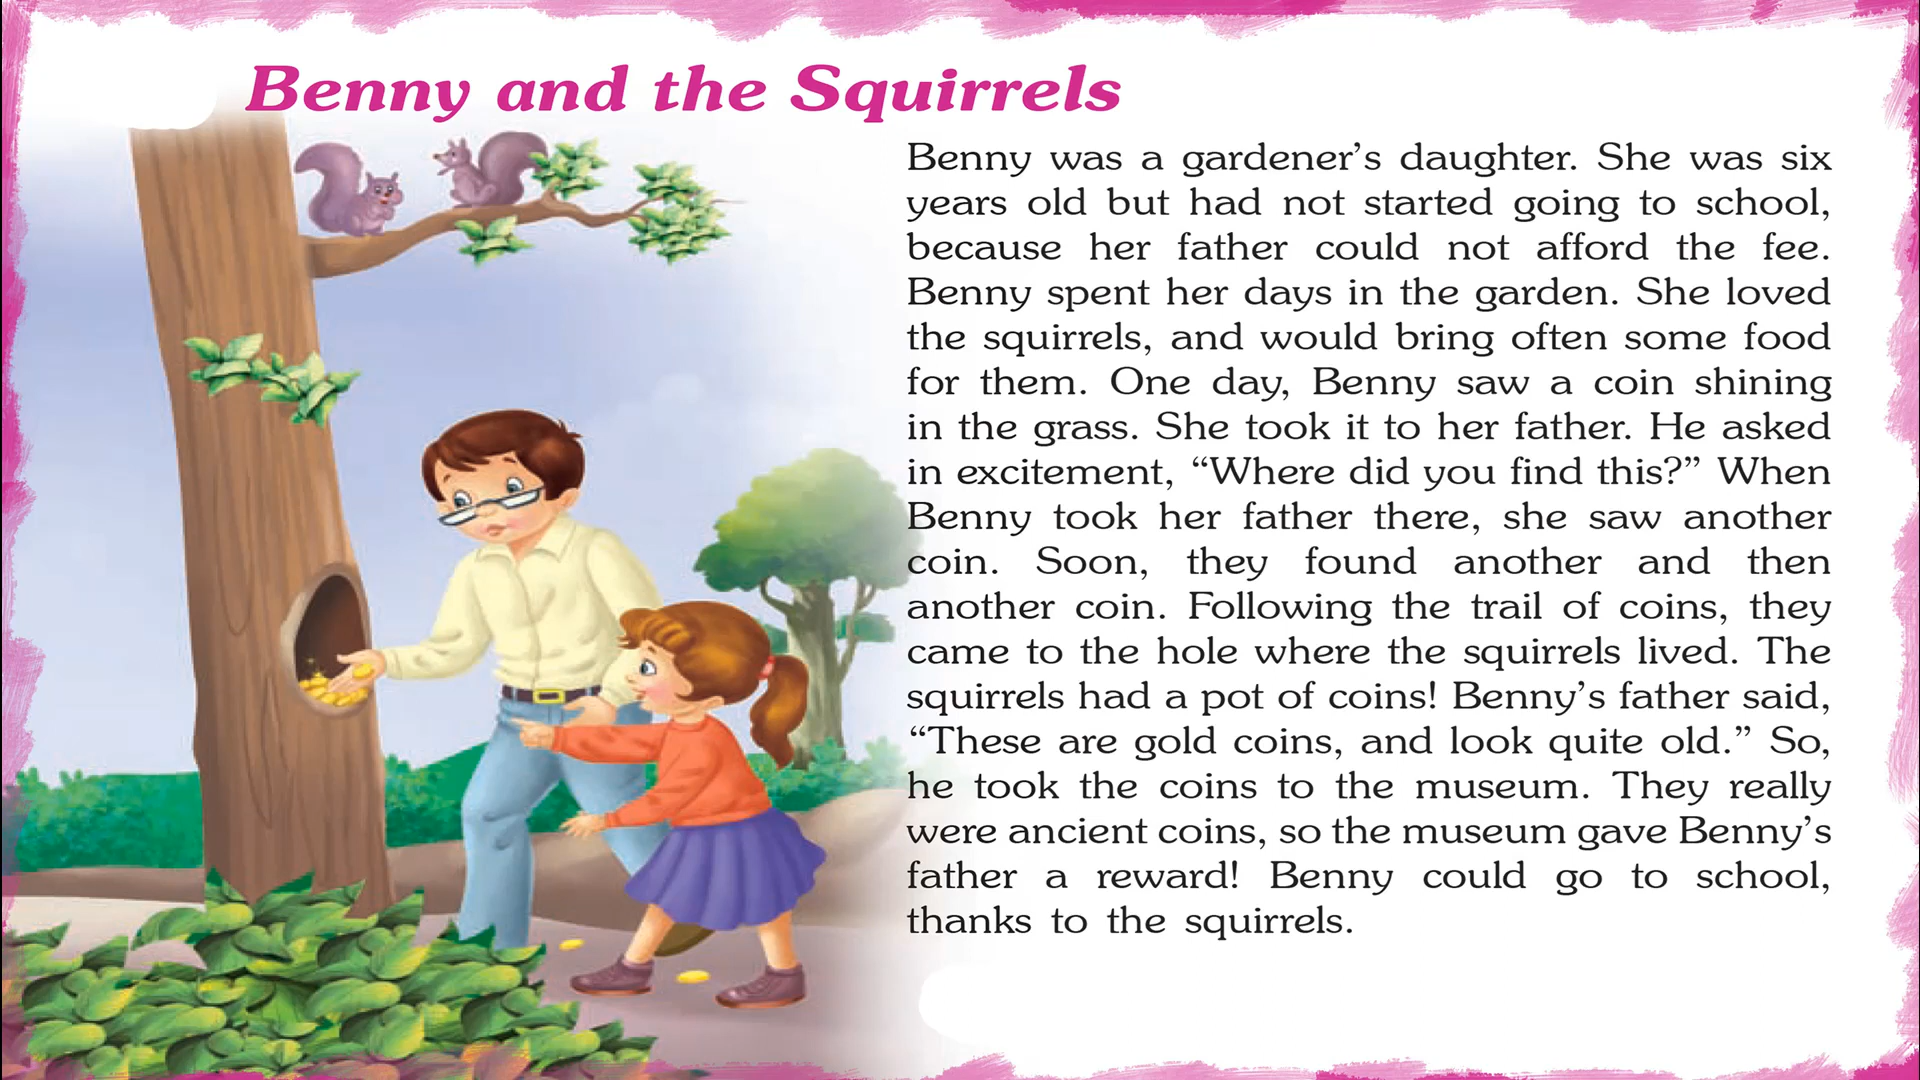 Benny and the Squirrels
Benny was a gardener’s daughter. She was six
years old but had not started going to school,
because her father could not afford the fee.
Benny spent her days in the garden. She loved
the squirrels, and would bring often some food
for them. One day, Benny saw a coin shining
in the grass. She took it to her father. He asked
in excitement, “Where did you find this?” When
Benny took her father there, she saw another
coin. Soon, they found another and then
another coin. Following the trail of coins, they
came to the hole where the squirrels lived. The
squirrels had a pot of coins! Benny’s father said,
“These are gold coins, and look quite old.” So,
he took the coins to the museum. They really
were ancient coins, so the museum gave Benny’s
father a reward! Benny could go to school,
thanks to the squirrels.